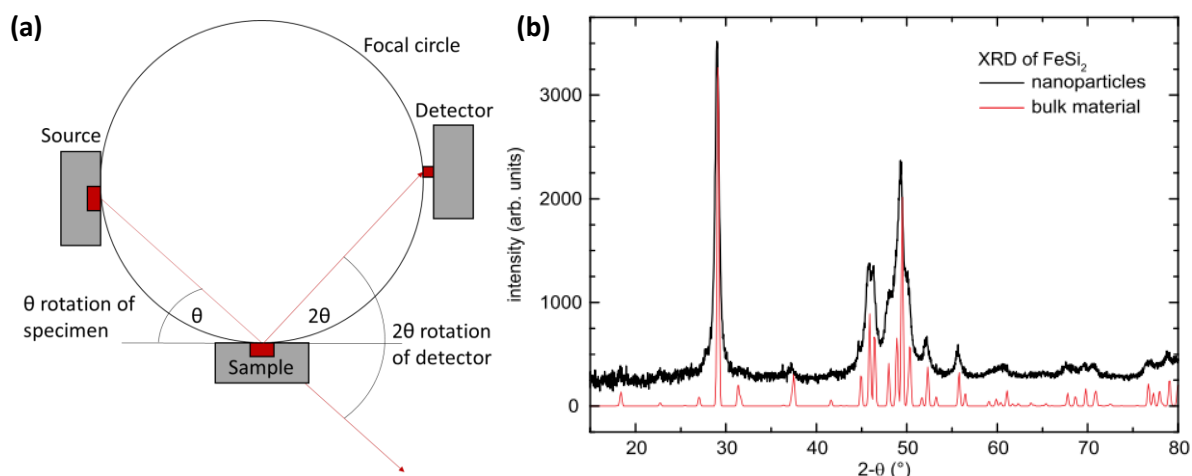 (a)
Focal circle
Detector
Source
θ rotation of
specimen
θ
2θ
2θ rotation
of detector
Sample
(b)
XRD of FeSi₂
nanoparticles
bulk material
intensity (arb. units)
3000
2000
1000
0
20
30
40
50
60
70
80
2-θ (°)